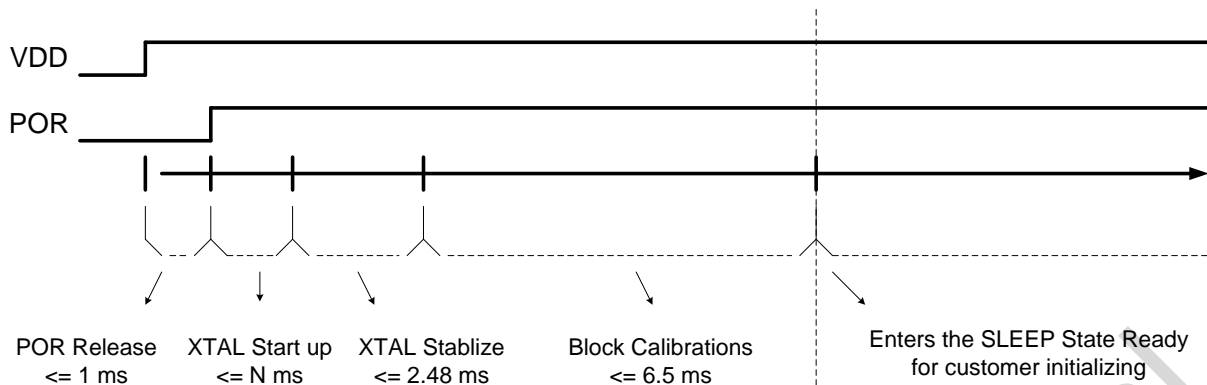 VDD
POR
POR Release
<= 1 ms
XTAL Start up
<= N ms
XTAL Stablize
<= 2.48 ms
Block Calibrations
<= 6.5 ms
Enters the SLEEP State Ready
for customer initializing